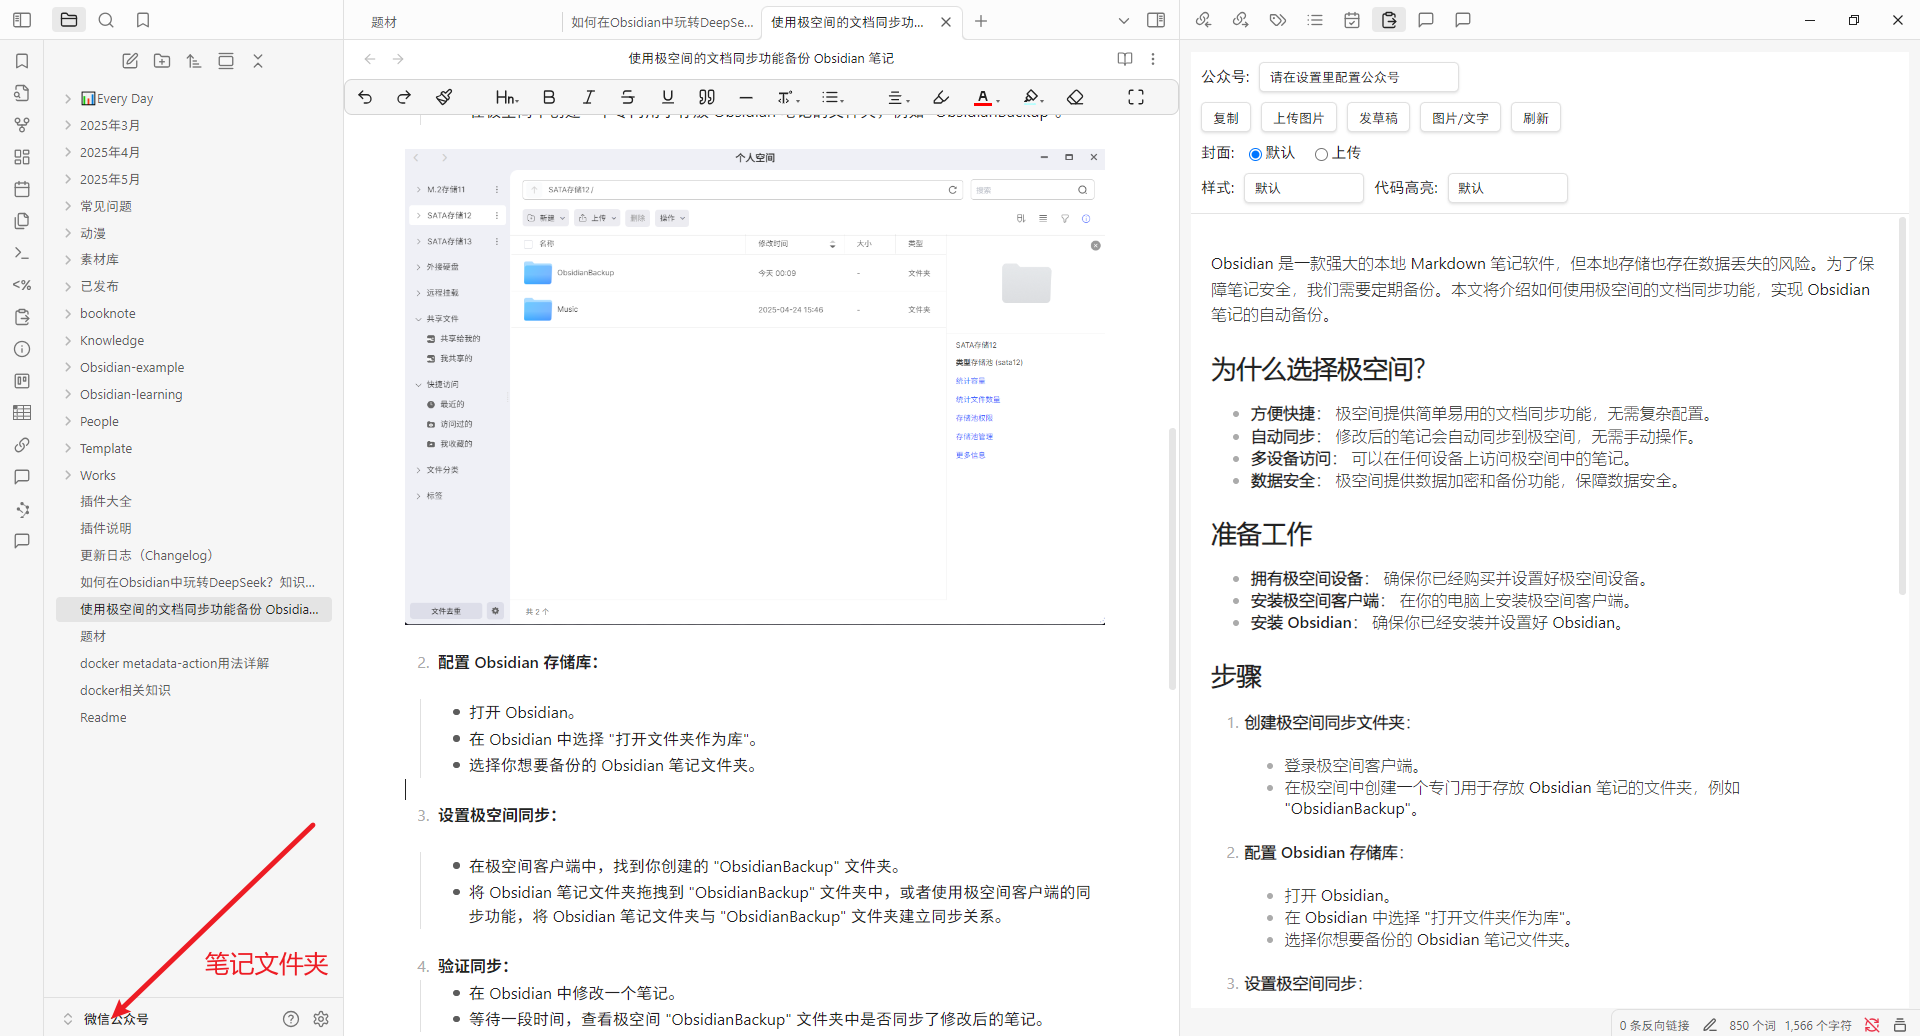 题材
如何在Obsidian中玩转DeepSe...
使用极空间的文档同步功...
Every Day
2025年3月
2025年4月
2025年5月
常见问题
动漫
素材库
已发布
booknote
Knowledge
Obsidian-example
Obsidian-learning
People
Template
Works
插件大全
插件说明
更新日志（Changelog）
如何在Obsidian中玩转DeepSeek？知识...
使用极空间的文档同步功能备份 Obsidia...
题材
docker metadata-action用法详解
docker相关知识
Readme
笔记文件夹
微信公众号
使用极空间的文档同步功能备份 Obsidian 笔记
在极空间中创建一个专门用于存放 Obsidian 笔记的文件夹，例如 "ObsidianBackup"。
个人空间
M.2存储11
SATA存储12
SATA存储13
外接硬盘
远程挂载
共享文件
共享给我的
我共享的
快捷访问
最近的
访问过的
我收藏的
文件分类
标签
文件去重
SATA存储12 /
搜索
新建 上传 删除 操作
名称 修改时间 大小 类型
ObsidianBackup 今天 00:09 - 文件夹
Music 2025-04-24 15:46 - 文件夹
共 2 个
SATA存储12
类型存储池 (sata12)
统计容量
统计文件数量
存储池权限
存储池管理
更多信息
2. 配置 Obsidian 存储库：
打开 Obsidian。
在 Obsidian 中选择 "打开文件夹作为库"。
选择你想要备份的 Obsidian 笔记文件夹。
3. 设置极空间同步：
在极空间客户端中，找到你创建的 "ObsidianBackup" 文件夹。
将 Obsidian 笔记文件夹拖拽到 "ObsidianBackup" 文件夹中，或者使用极空间客户端的同
步功能，将 Obsidian 笔记文件夹与 "ObsidianBackup" 文件夹建立同步关系。
4. 验证同步：
在 Obsidian 中修改一个笔记。
等待一段时间，查看极空间 "ObsidianBackup" 文件夹中是否同步了修改后的笔记。
公众号: 请在设置里配置公众号
复制 上传图片 发草稿 图片/文字 刷新
封面: 默认 上传
样式: 默认 代码高亮: 默认
Obsidian 是一款强大的本地 Markdown 笔记软件，但本地存储也存在数据丢失的风险。为了保
障笔记安全，我们需要定期备份。本文将介绍如何使用极空间的文档同步功能，实现 Obsidian
笔记的自动备份。
为什么选择极空间？
方便快捷： 极空间提供简单易用的文档同步功能，无需复杂配置。
自动同步： 修改后的笔记会自动同步到极空间，无需手动操作。
多设备访问： 可以在任何设备上访问极空间中的笔记。
数据安全： 极空间提供数据加密和备份功能，保障数据安全。
准备工作
拥有极空间设备： 确保你已经购买并设置好极空间设备。
安装极空间客户端： 在你的电脑上安装极空间客户端。
安装 Obsidian： 确保你已经安装并设置好 Obsidian。
步骤
1. 创建极空间同步文件夹：
登录极空间客户端。
在极空间中创建一个专门用于存放 Obsidian 笔记的文件夹，例如
"ObsidianBackup"。
2. 配置 Obsidian 存储库：
打开 Obsidian。
在 Obsidian 中选择 "打开文件夹作为库"。
选择你想要备份的 Obsidian 笔记文件夹。
3. 设置极空间同步：
0 条反向链接 850 个词 1,566 个字符